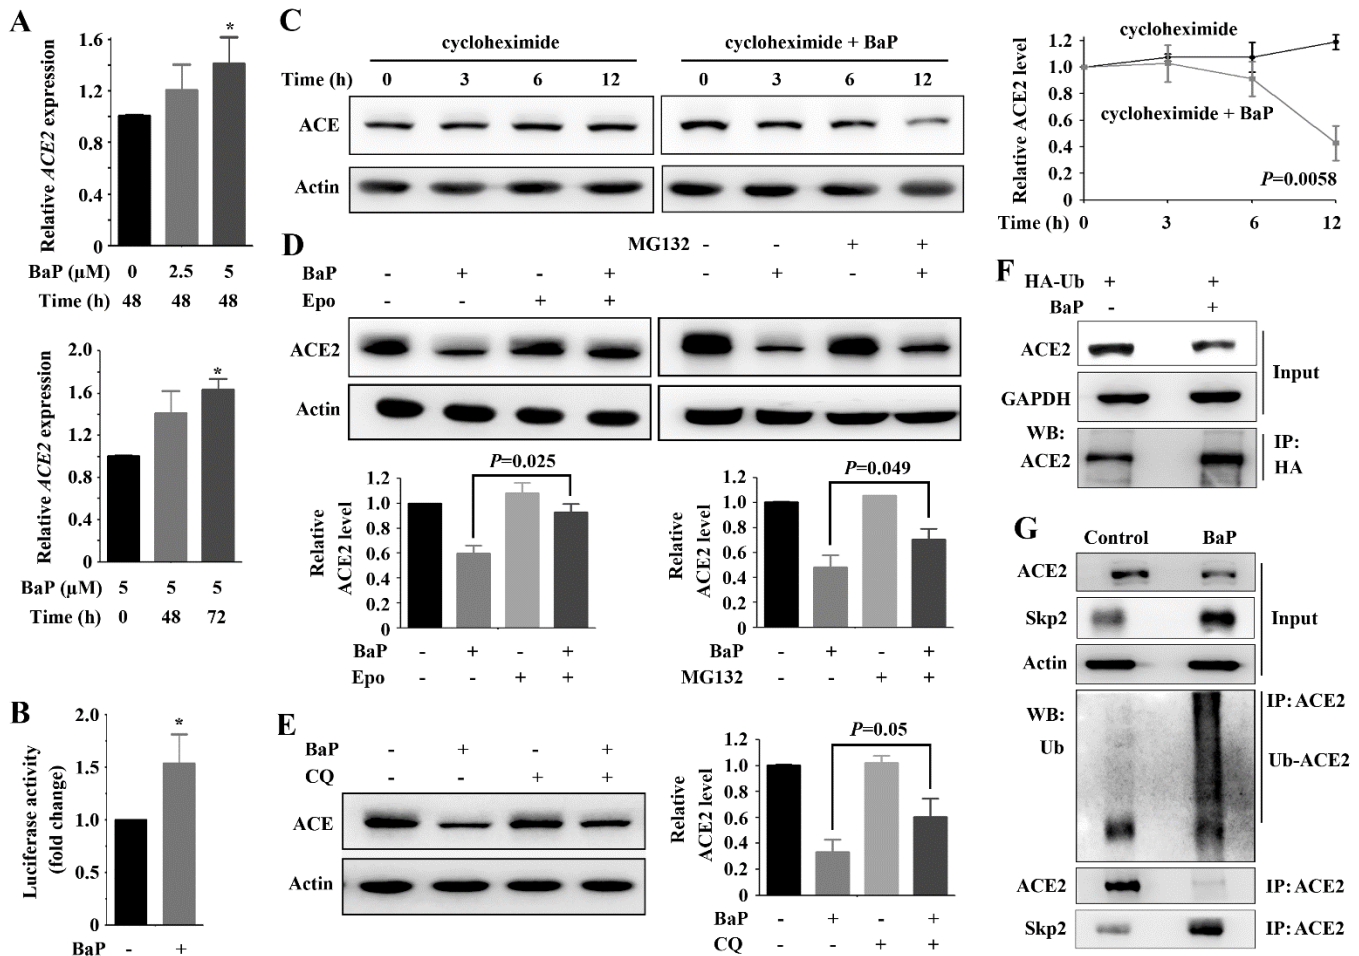 A
Relative ACE2 expression
1.6
1.2
0.8
0.4
0
*
BaP (μM) 0 2.5 5
Time (h) 48 48 48
Relative ACE2 expression
2.0
1.6
1.2
0.8
0.4
0
*
BaP (μM) 5 5 5
Time (h) 0 48 72
B
Luciferase activity
(fold change)
2.0
1.5
1.0
0.5
0
*
BaP - +
C
cycloheximide cycloheximide + BaP
Time (h) 0 3 6 12 0 3 6 12
ACE
Actin
Relative ACE2 level
1.2
1.0
0.8
0.6
0.4
0.2
0
cycloheximide
cycloheximide + BaP
P=0.0058
Time (h) 0 3 6 12
D
MG132 - - + +
BaP - + - + - + - +
Epo - - + +
ACE2
Actin
Relative
ACE2 level
1.2
1.0
0.8
0.6
0.4
0.2
0
P=0.025
BaP - + - +
Epo - - + +
Relative
ACE2 level
1.2
1.0
0.8
0.6
0.4
0.2
0
P=0.049
BaP - + - +
MG132 - - + +
E
BaP - + - +
CQ - - + +
ACE
Actin
Relative
ACE2 level
1.2
1.0
0.8
0.6
0.4
0.2
0
P=0.05
BaP - + - +
CQ - - + +
F
HA-Ub + +
BaP - +
ACE2
GAPDH
Input
WB:
ACE2
IP:
HA
G
Control BaP
ACE2
Skp2
Actin
Input
WB:
Ub
IP: ACE2
Ub-ACE2
ACE2 IP: ACE2
Skp2 IP: ACE2